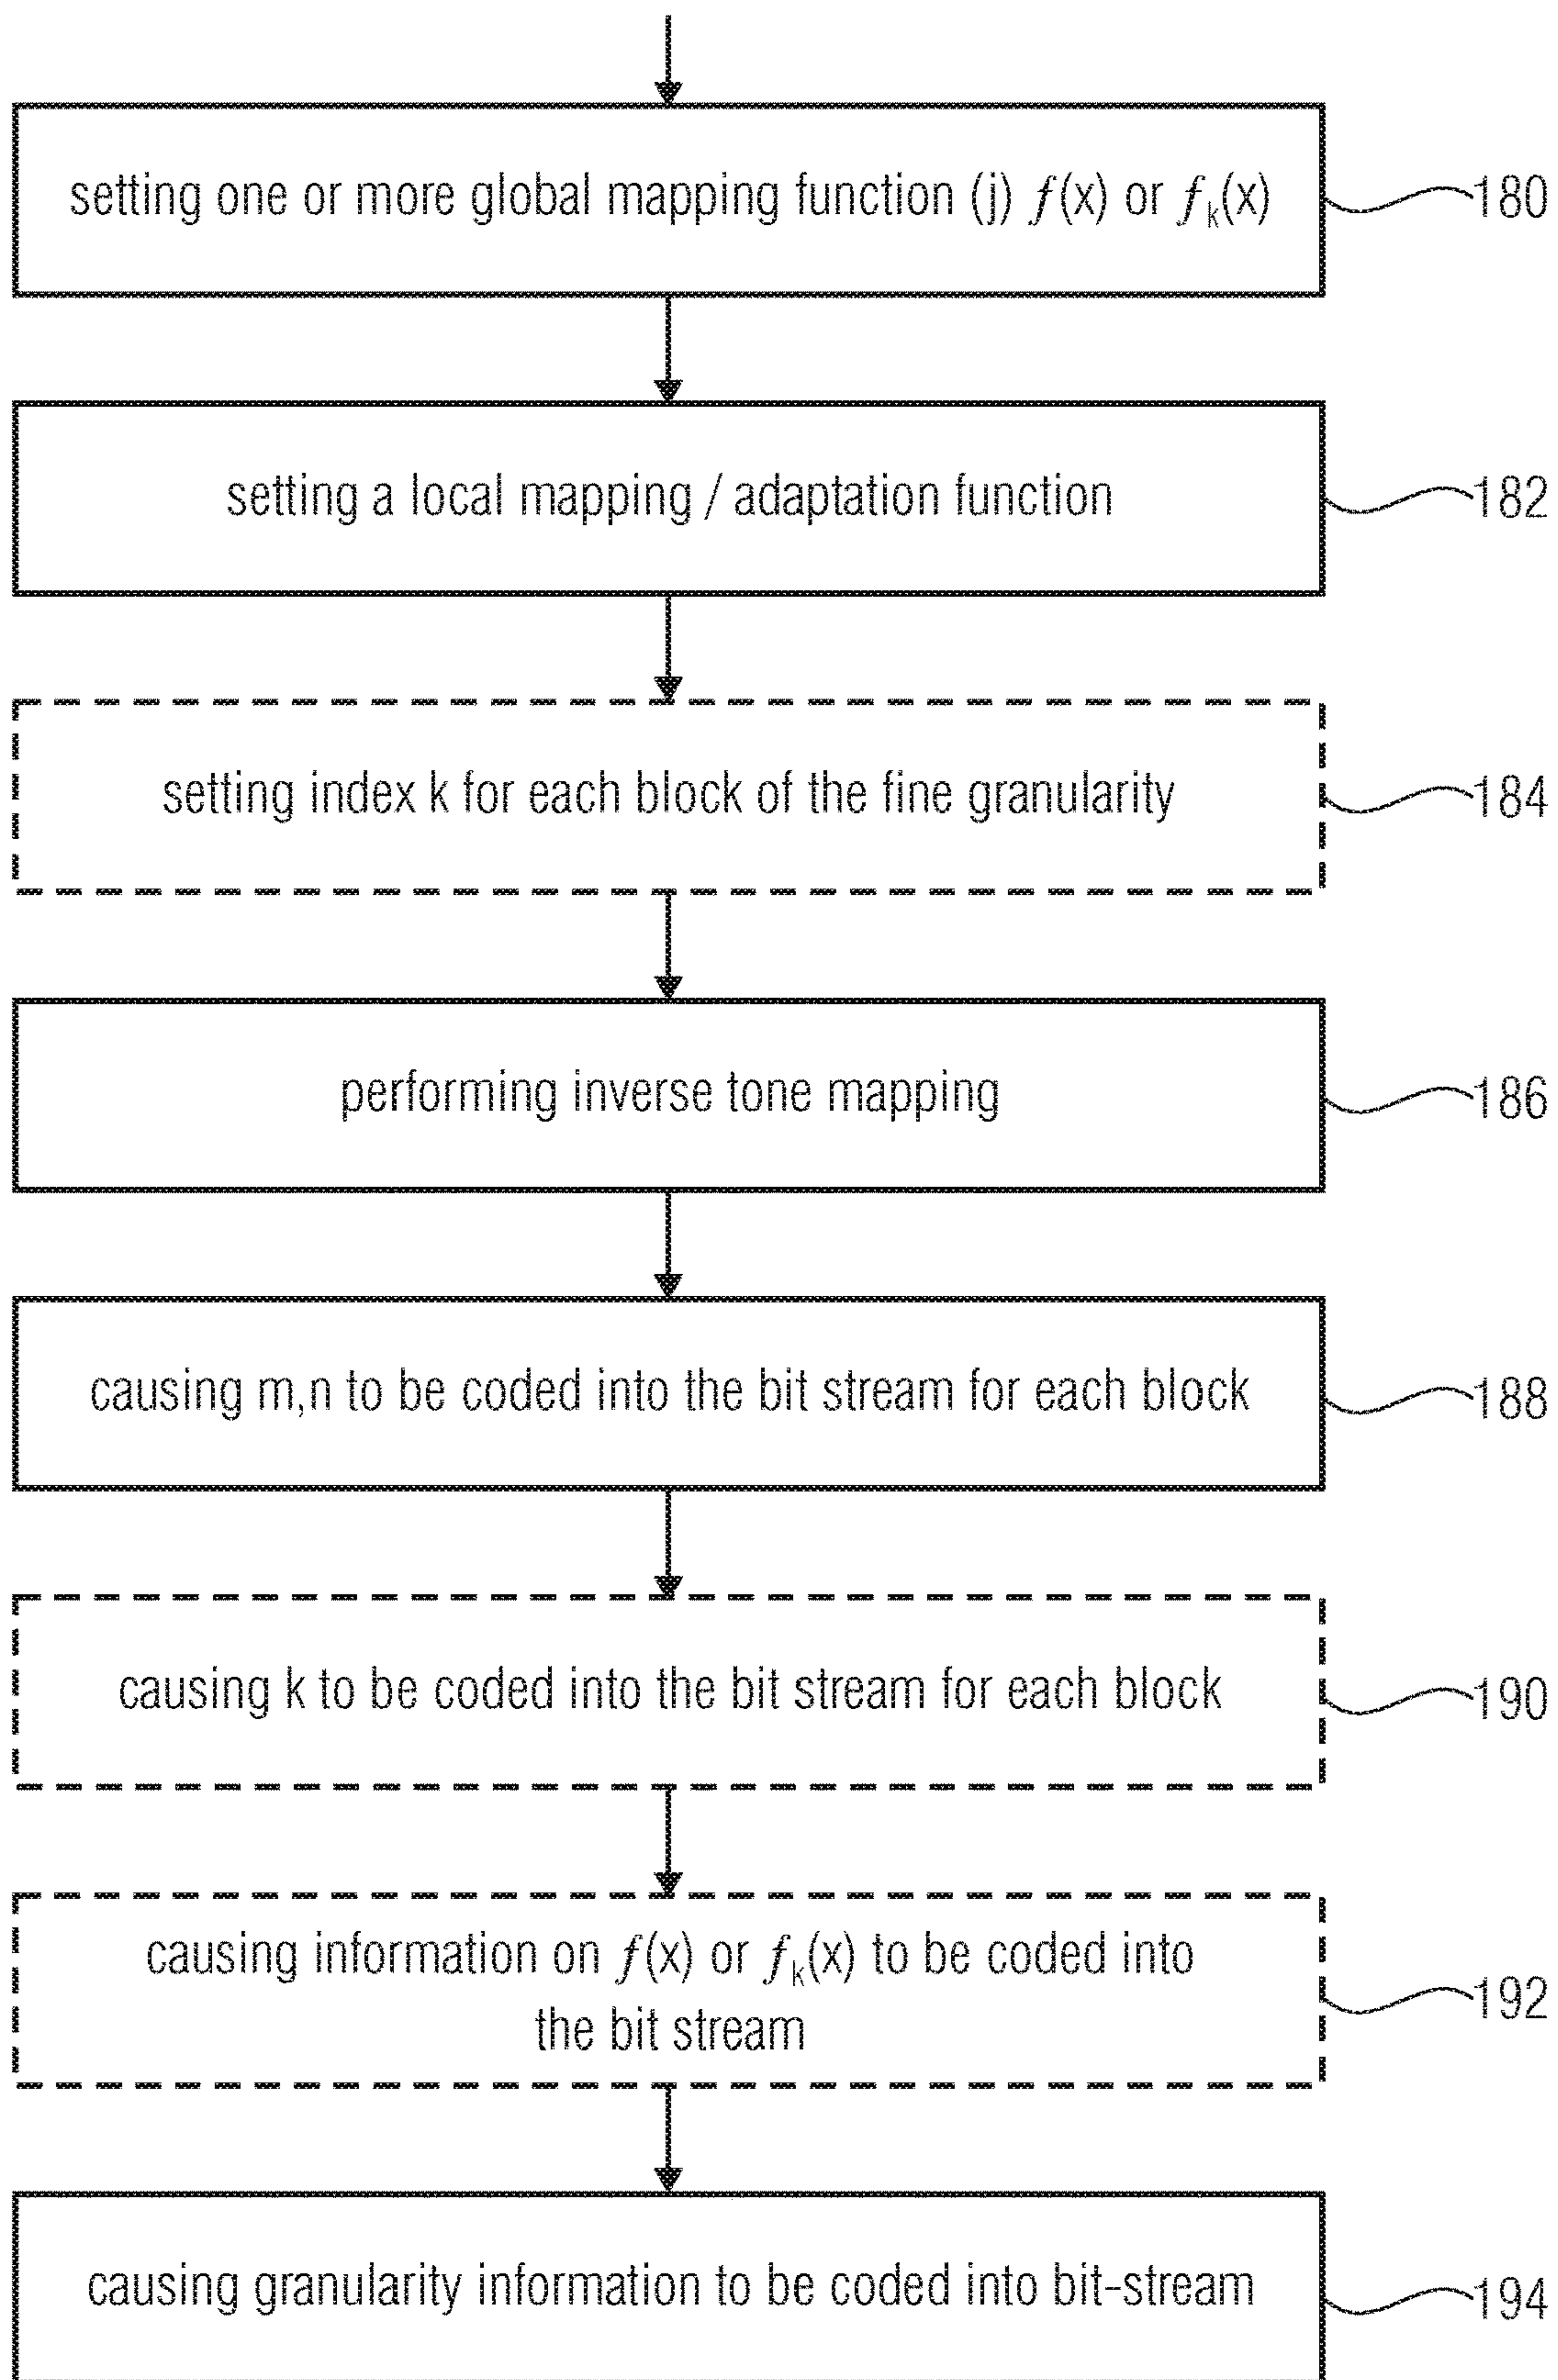 setting one or more global mapping function (j) f(x) or fₖ(x)
180
setting a local mapping / adaptation function
182
setting index k for each block of the fine granularity
184
performing inverse tone mapping
186
causing m,n to be coded into the bit stream for each block
188
causing k to be coded into the bit stream for each block
190
causing information on f(x) or fₖ(x) to be coded into
the bit stream
192
causing granularity information to be coded into bit-stream
194